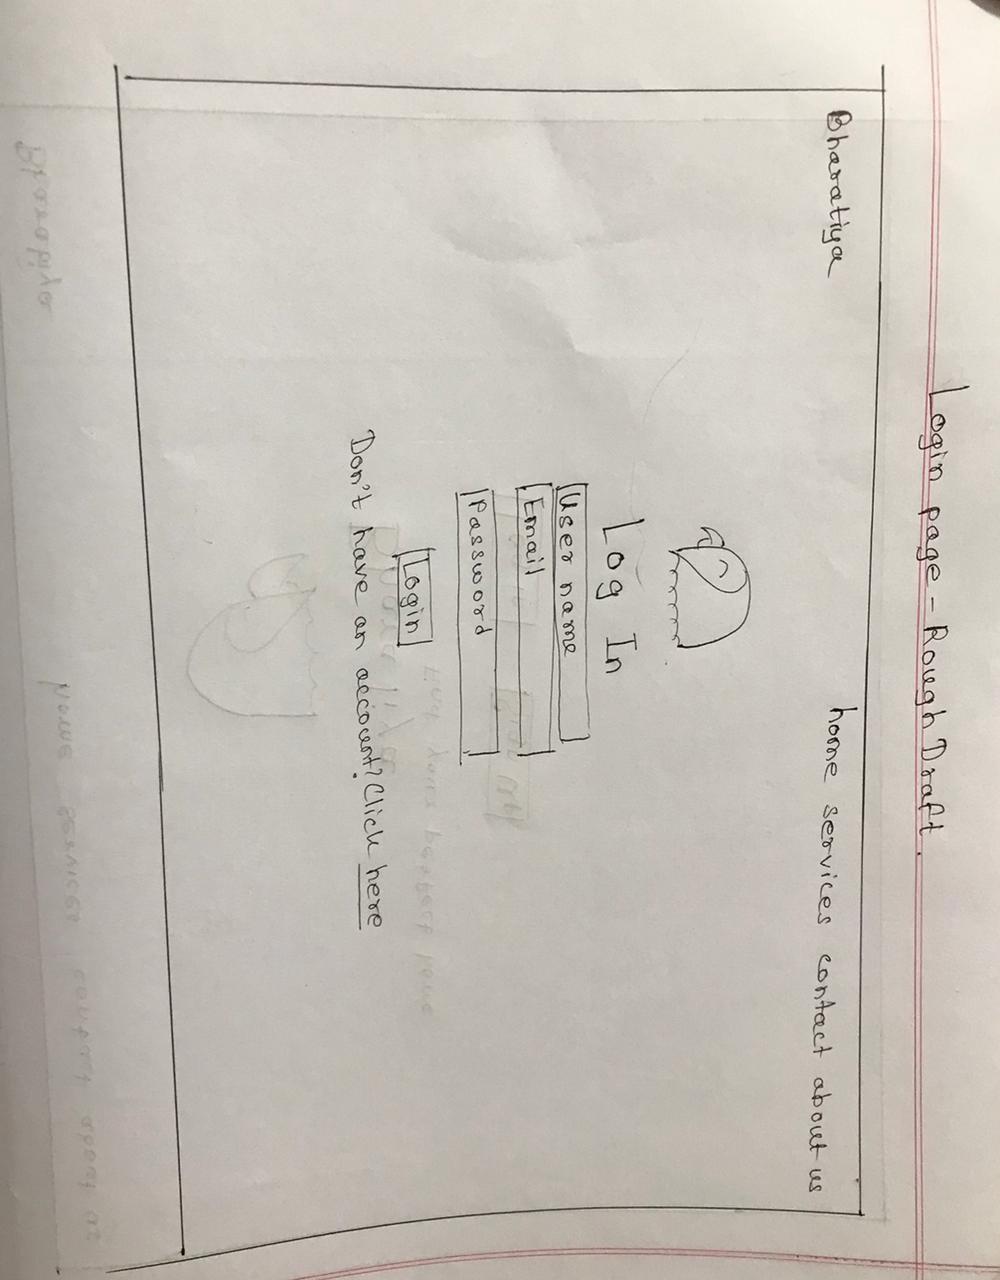 Login page - Rough Draft.
Bharatiya home services contact about us
Log In
User name
Email
Password
Login
Don't have an account? Click here